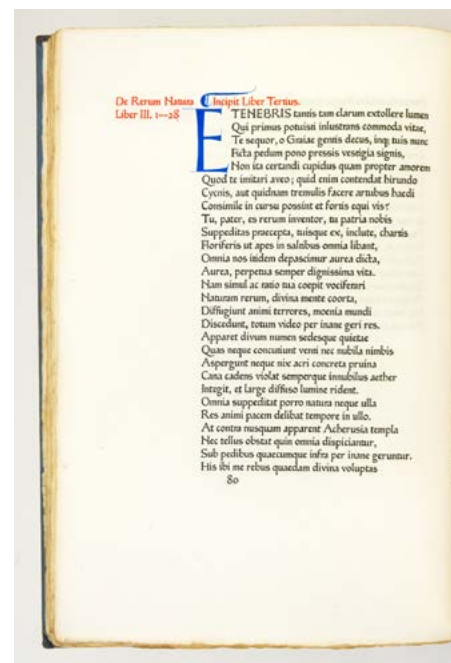 De Rerum Natura
Liber III. 1—28
Incipit Liber Tertius.
E TENEBRIS tantis tam clarum extollere lumen
Qui primus potuisti inlustrans commoda vitae,
Te sequor, o Graiae gentis decus, inq; tuis nunc
Ficta pedum pono pressis vestigia signis,
Non ita certandi cupidus quam propter amorem
Quod te imitari aveo; quid enim contendat hirundo
Cycnis, aut quidnam tremulis facere artubus haedi
Consimile in cursu possint et fortis equi vis?
Tu, pater, es rerum inventor, tu patria nobis
Suppeditas praecepta, tuisque ex, inclute, chartis
Floriferis ut apes in saltibus omnia libant,
Omnia nos itidem depascimur aurea dicta,
Aurea, perpetua semper dignissima vita.
Nam simul ac ratio tua coepit vociferari
Naturam rerum, divina mente coorta,
Diffugiunt animi terrores, moenia mundi
Discedunt, totum video per inane geri res.
Apparet divum numen sedesque quietae
Quas neque concutiunt venti nec nubila nimbis
Aspergunt neque nix acri concreta pruina
Cana cadens violat semperque innubilus aether
Integit, et large diffuso lumine rident.
Omnia suppeditat porro natura neque ulla
Res animi pacem delibat tempore in ullo.
At contra nusquam apparent Acherusia templa
Nec tellus obstat quin omnia dispiciantur,
Sub pedibus quaecumque infra per inane geruntur.
His ibi me rebus quaedam divina voluptas
80